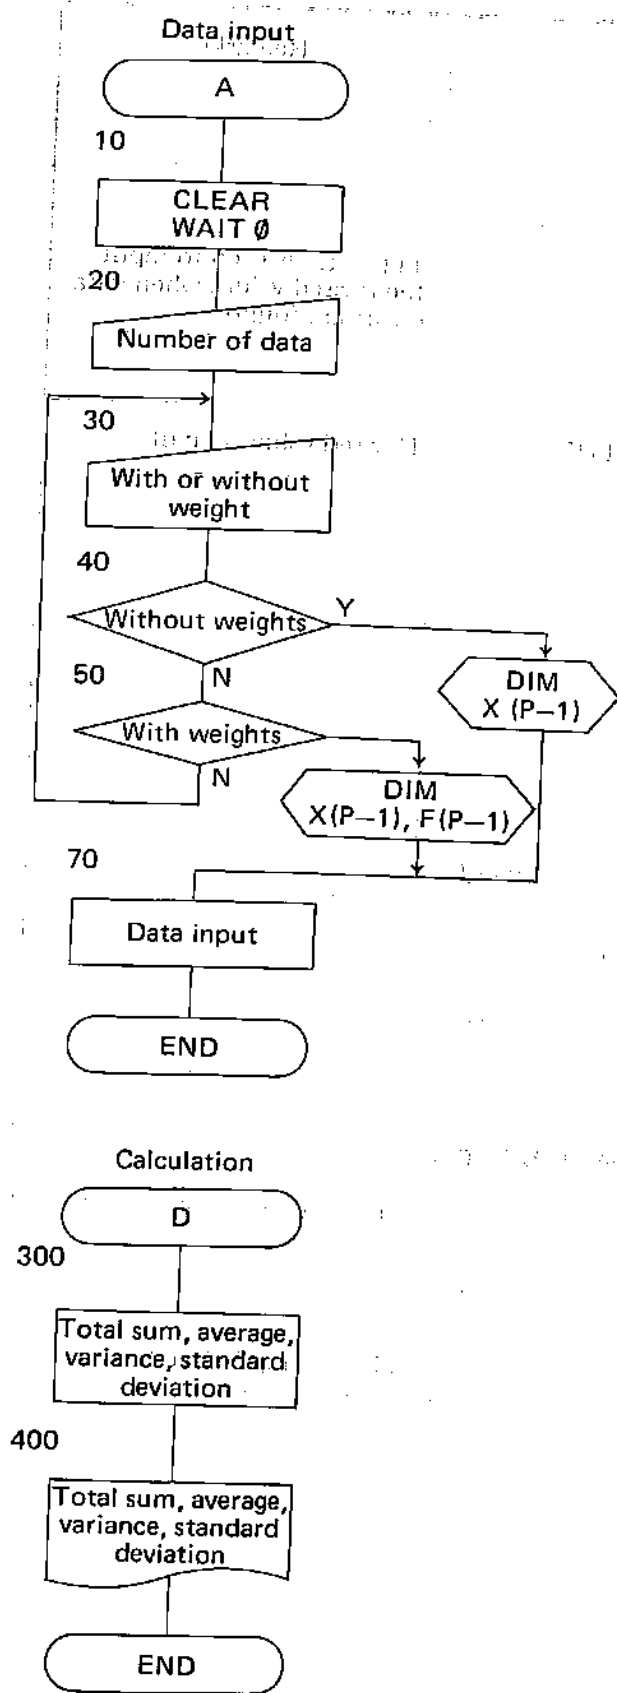 Data input
A
10
CLEAR
WAIT Ø
20
Number of data
30
With or without
weight
40
Without weights
Y
N
DIM
X (P−1)
50
With weights
N
DIM
X(P−1), F(P−1)
70
Data input
END
Calculation
D
300
Total sum, average,
variance, standard
deviation
400
Total sum, average,
variance, standard
deviation
END